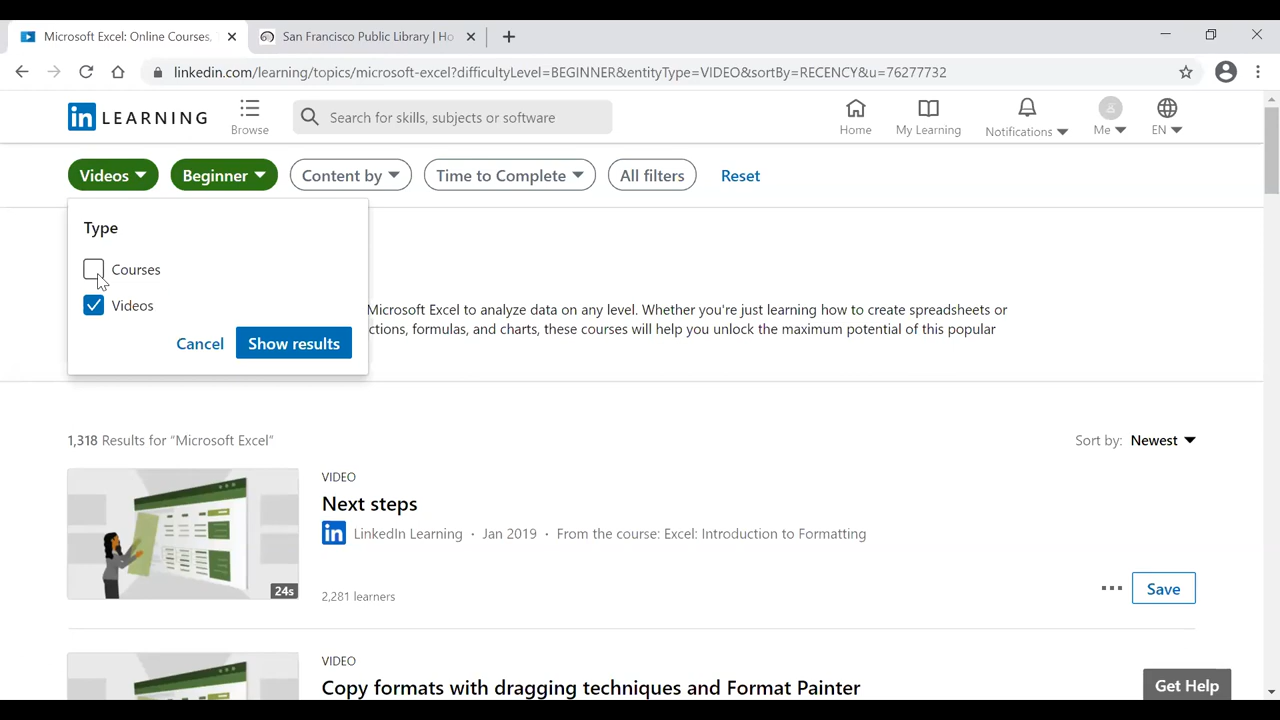 Microsoft Excel: Online Courses,
San Francisco Public Library | Ho
linkedin.com/learning/topics/microsoft-excel?difficultyLevel=BEGINNER&entityType=VIDEO&sortBy=RECENCY&u=76277732
in LEARNING
Browse
Search for skills, subjects or software
Home
My Learning
Notifications
Me
EN
Videos
Beginner
Content by
Time to Complete
All filters
Reset
Type
Courses
Videos
Cancel
Show results
Microsoft Excel to analyze data on any level. Whether you're just learning how to create spreadsheets or
ctions, formulas, and charts, these courses will help you unlock the maximum potential of this popular
1,318 Results for "Microsoft Excel"
Sort by: Newest
24s
VIDEO
Next steps
in LinkedIn Learning · Jan 2019 · From the course: Excel: Introduction to Formatting
2,281 learners
Save
VIDEO
Copy formats with dragging techniques and Format Painter
Get Help